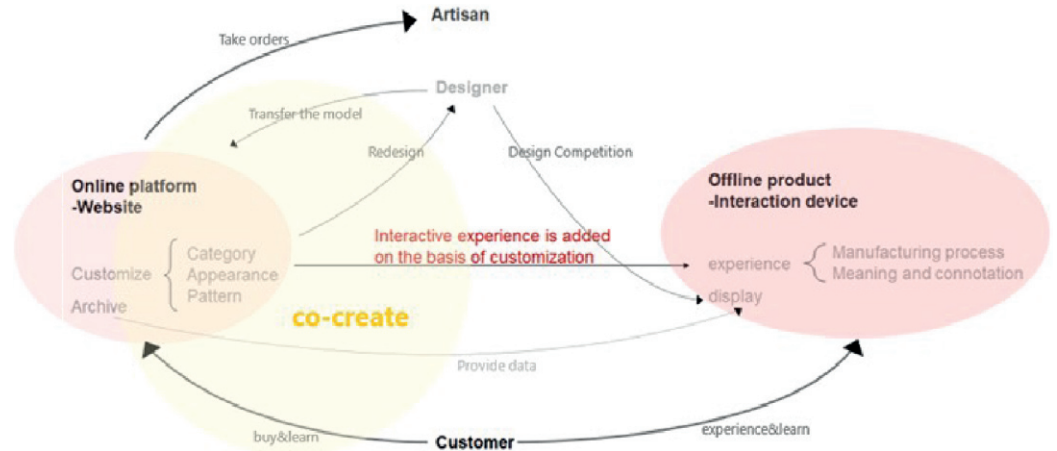 Artisan
Take orders
Designer
Transfer the model
Redesign
Design Competition
Online platform
-Website
Offline product
-Interaction device
Interactive experience is added
on the basis of customization
Category
Customize
Appearance
Pattern
Archive
experience
Manufacturing process
Meaning and connotation
display
co-create
Provide data
buy&learn
Customer
experience&learn